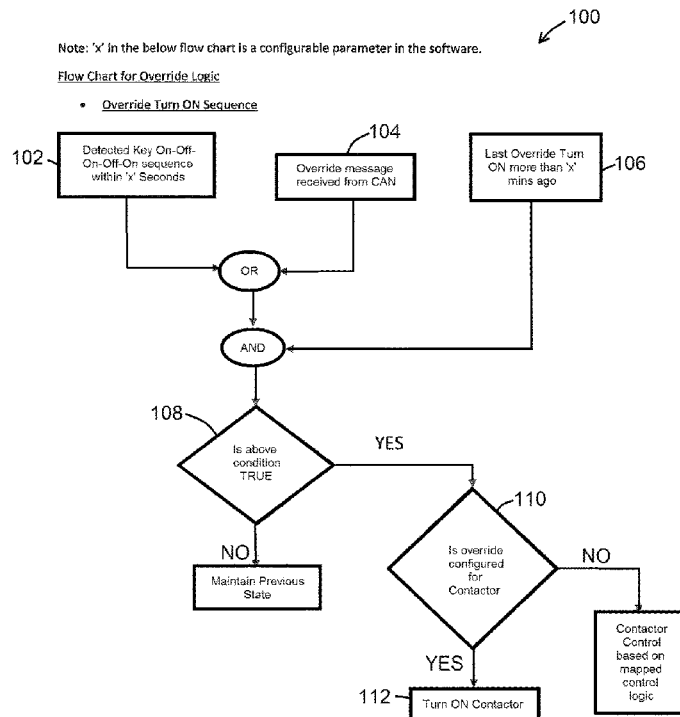 100
Note: 'x' in the below flow chart is a configurable parameter in the software.
Flow Chart for Override Logic
• Override Turn ON Sequence
102
Detected Key On-Off-
On-Off-On sequence
within 'x' Seconds
104
Override message
received from CAN
Last Override Turn
ON more than 'x'
mins ago
106
OR
AND
108
Is above
condition
TRUE
YES
110
NO
Maintain Previous
State
Is override
configured
for
Contactor
NO
Contactor
Control
based on
mapped
control
logic
YES
112
Turn ON Contactor